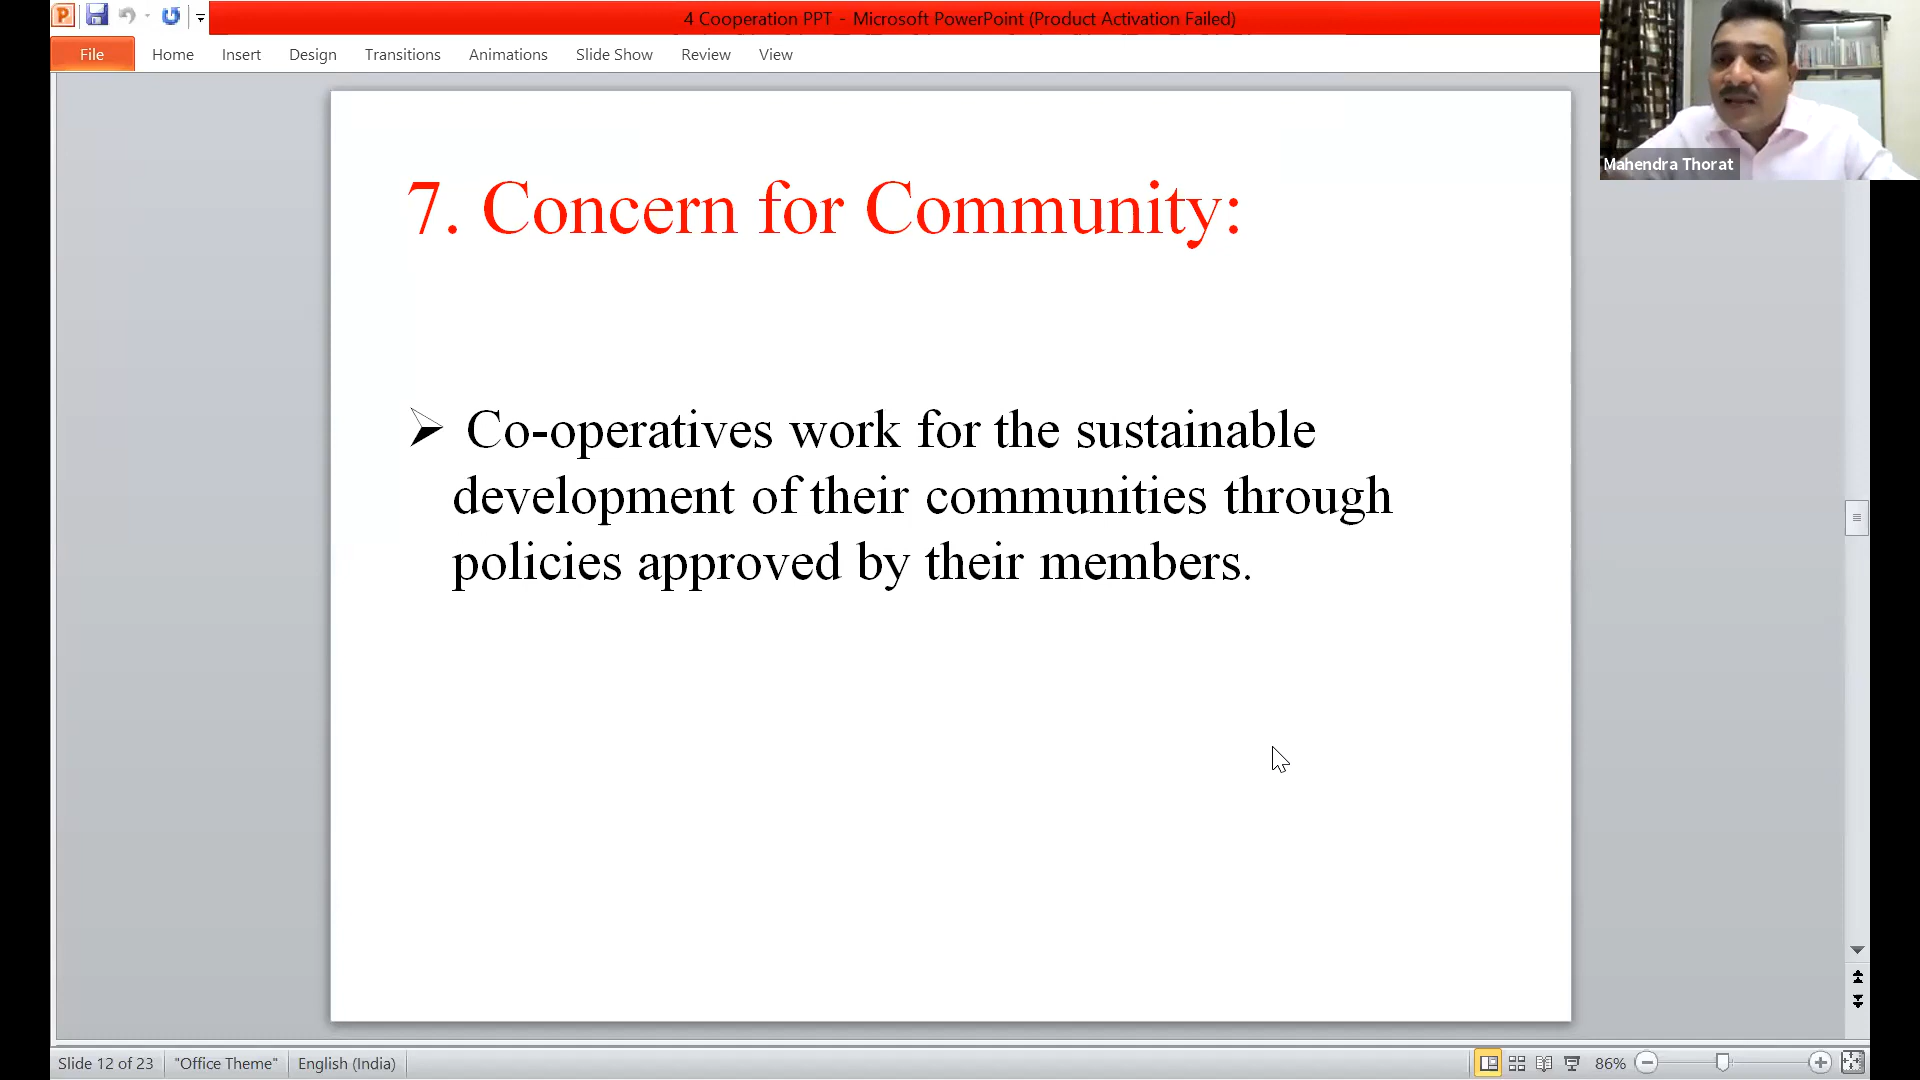 4 Cooperation PPT - Microsoft PowerPoint (Product Activation Failed)
File Home Insert Design Transitions Animations Slide Show Review View
Mahendra Thorat
7. Concern for Community:
Co-operatives work for the sustainable
development of their communities through
policies approved by their members.
Slide 12 of 23 "Office Theme" English (India) 86%